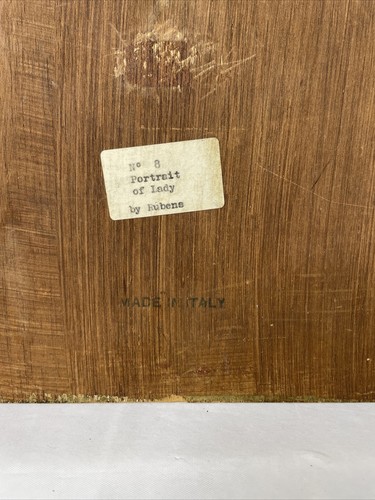 Nº 8
Portrait
of Lady
by Rubens
MADE IN ITALY